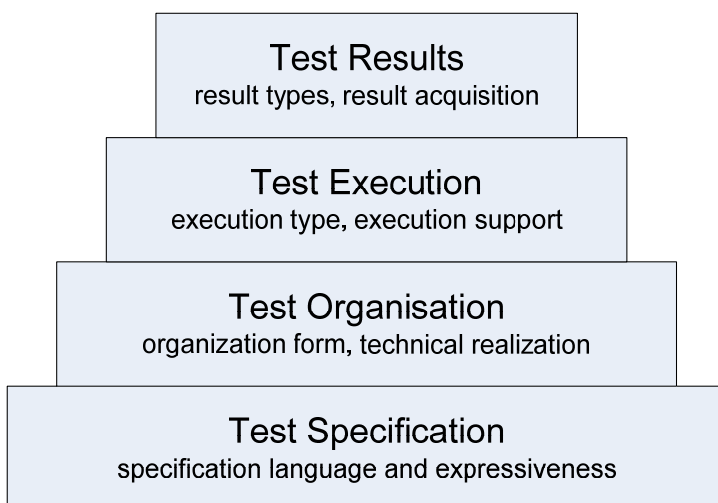 Test Results
result types, result acquisition
Test Execution
execution type, execution support
Test Organisation
organization form, technical realization
Test Specification
specification language and expressiveness